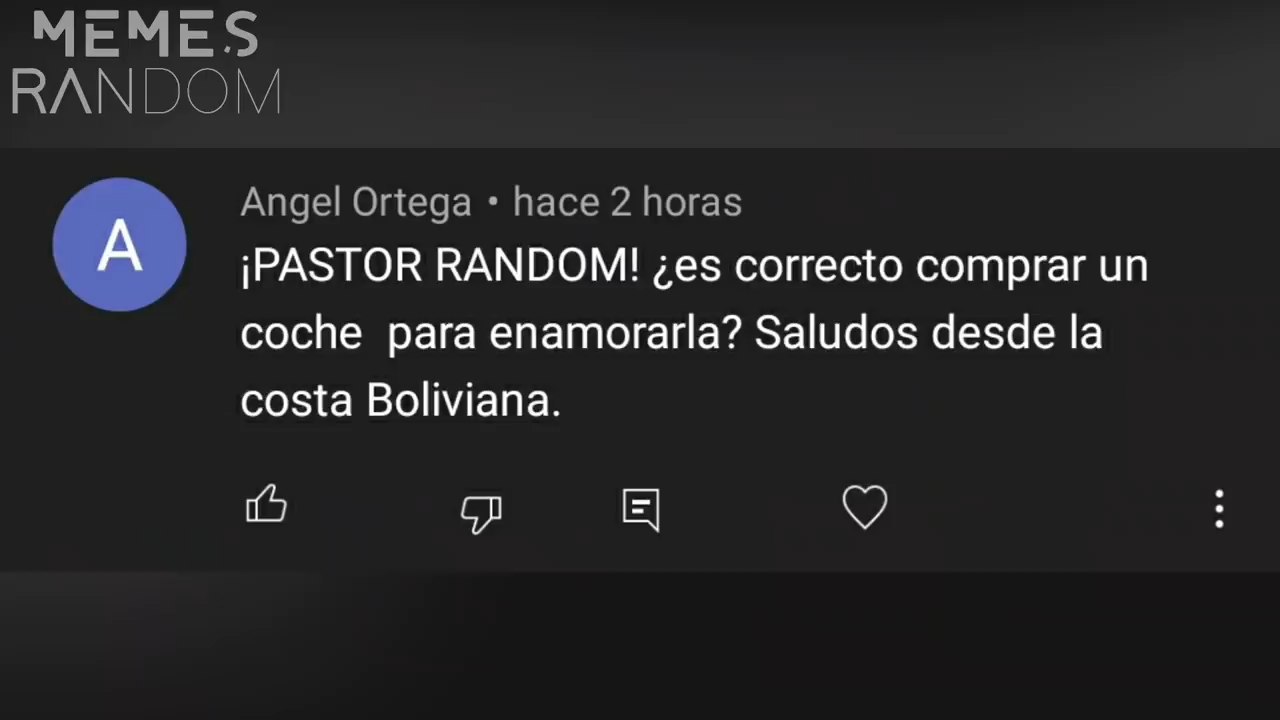 MEMES
RANDOM
A
Angel Ortega • hace 2 horas
¡PASTOR RANDOM! ¿es correcto comprar un
coche  para enamorarla? Saludos desde la
costa Boliviana.